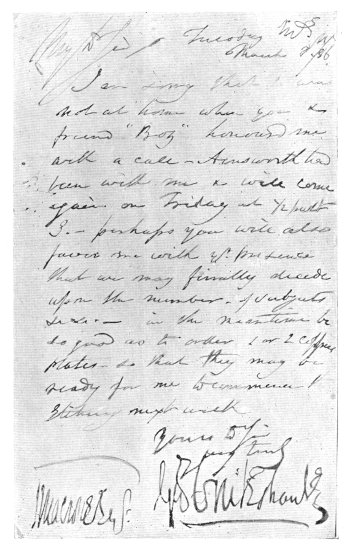 My D^r Sir Tuesday
March 8/36
I am sorry that I was
not at home when you &
friend "Boz" honoured me
with a call – Ainsworth had
been with me & will come
again on Friday at ½ past
3. – perhaps you will also
favor me with y^r presence
that we may finally decide
upon the number of subjects
&c &c – in the meantime be
so good as to order 1 or 2 copper
plates – so that they may be
ready for me to commence
Etching next week
Yours D^r Sir
very truly
Geo Cruikshank
J Macrone Esq^r